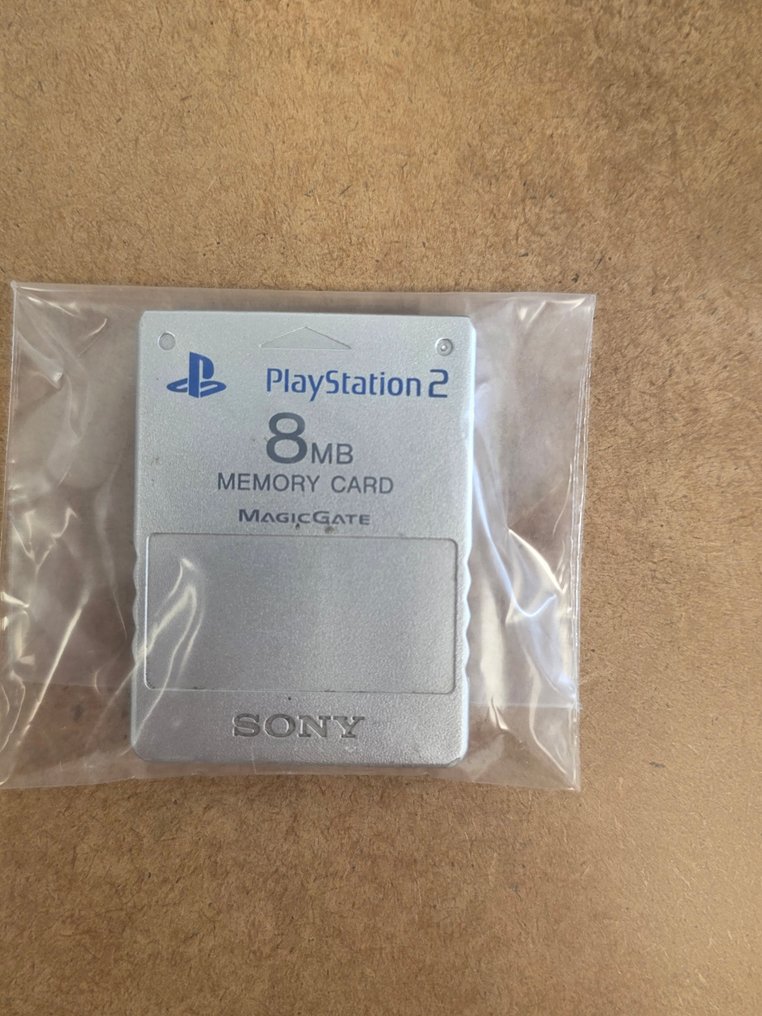 PlayStation 2
8MB
MEMORY CARD
MAGICGATE
SONY